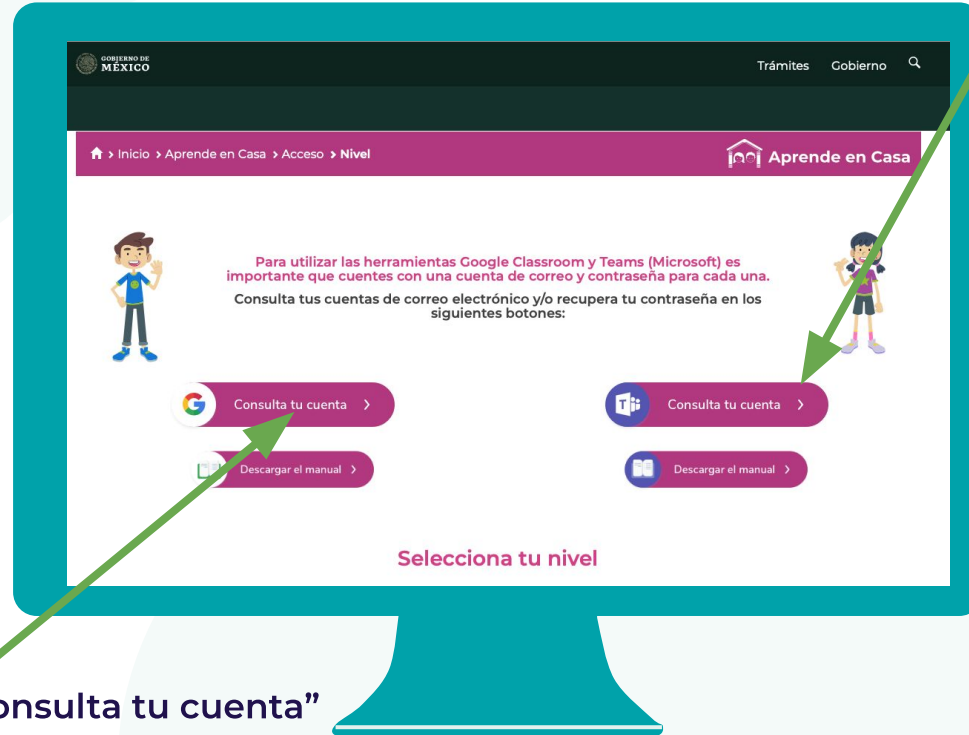 GOBIERNO DE
MÉXICO
Trámites Gobierno
> Inicio > Aprende en Casa > Acceso > Nivel
Aprende en Casa
Para utilizar las herramientas Google Classroom y Teams (Microsoft) es
importante que cuentes con una cuenta de correo y contraseña para cada una.
Consulta tus cuentas de correo electrónico y/o recupera tu contraseña en los
siguientes botones:
G Consulta tu cuenta >
T Consulta tu cuenta >
Descargar el manual >
Descargar el manual >
Selecciona tu nivel
onsulta tu cuenta”